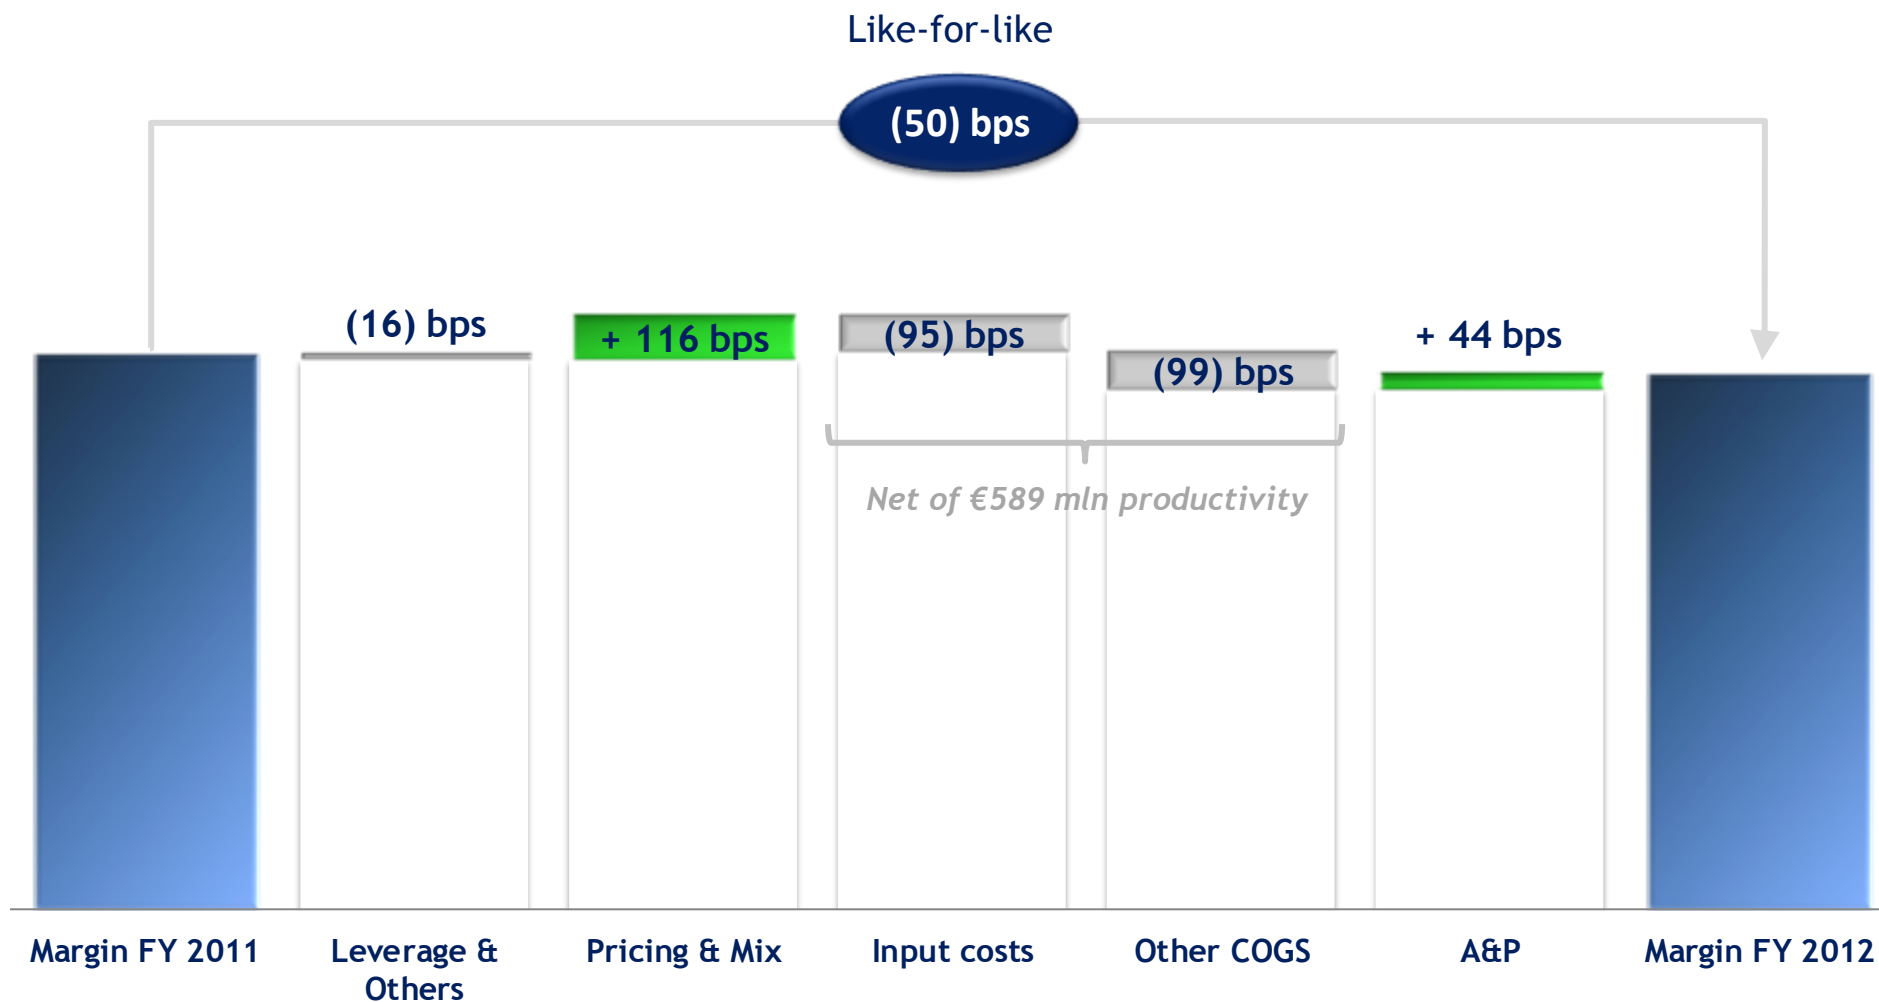 Like-for-like
(50) bps
(16) bps
+ 116 bps
(95) bps
(99) bps
+ 44 bps
Net of €589 mln productivity
Margin FY 2011
Leverage &
Others
Pricing & Mix
Input costs
Other COGS
A&P
Margin FY 2012